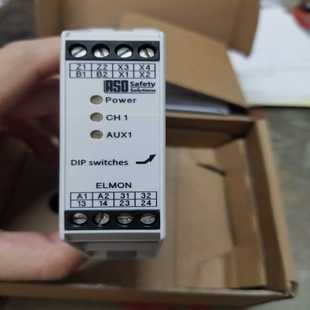 Z1 Z2 X3 X4
B1 B2 X1 X2
ASO Safety Solutions
Power
CH 1
AUX1
DIP switches
ELMON
A1 A2 31 32
13 14 23 24